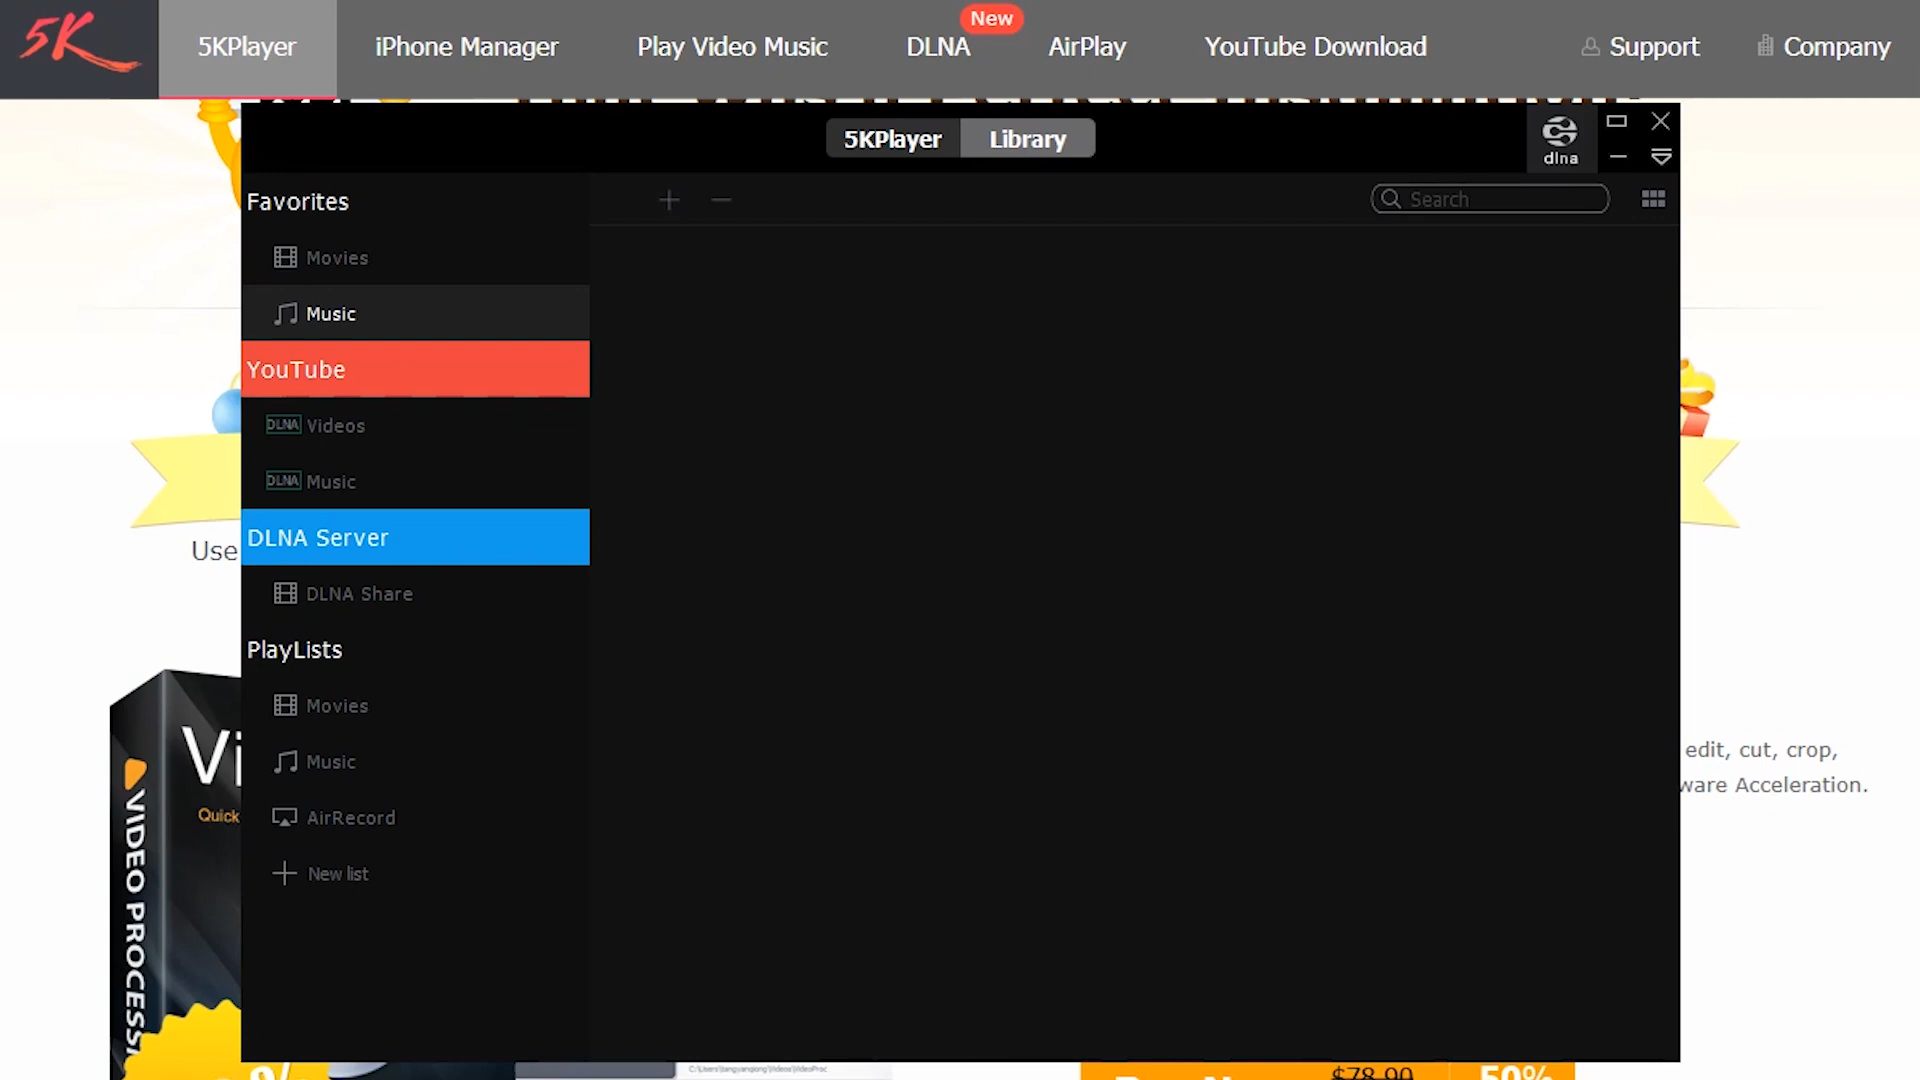 5K
5KPlayer
iPhone Manager
Play Video Music
DLNA
New
AirPlay
YouTube Download
Support
Company
5KPlayer
Library
dlna
Search
Favorites
Movies
Music
YouTube
DLNA Videos
DLNA Music
DLNA Server
DLNA Share
PlayLists
Movies
Music
AirRecord
New list
Use
Vi
Quick
VIDEO PROCESS
edit, cut, crop,
ware Acceleration.
%
$78.90
50%